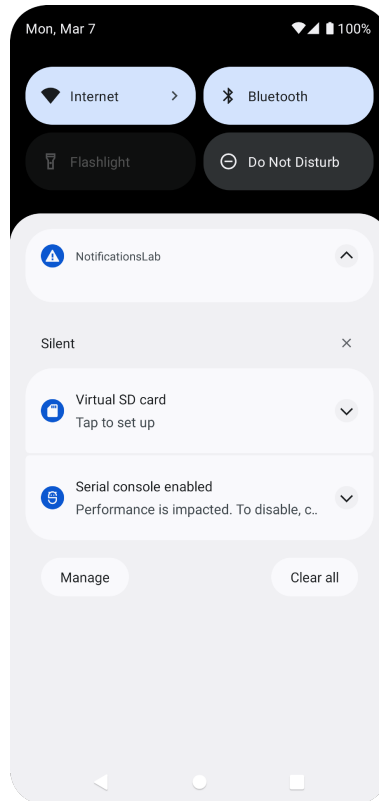 Mon, Mar 7
100%
Internet
Bluetooth
Flashlight
Do Not Disturb
NotificationsLab
Silent
Virtual SD card
Tap to set up
Serial console enabled
Performance is impacted. To disable, c..
Manage
Clear all